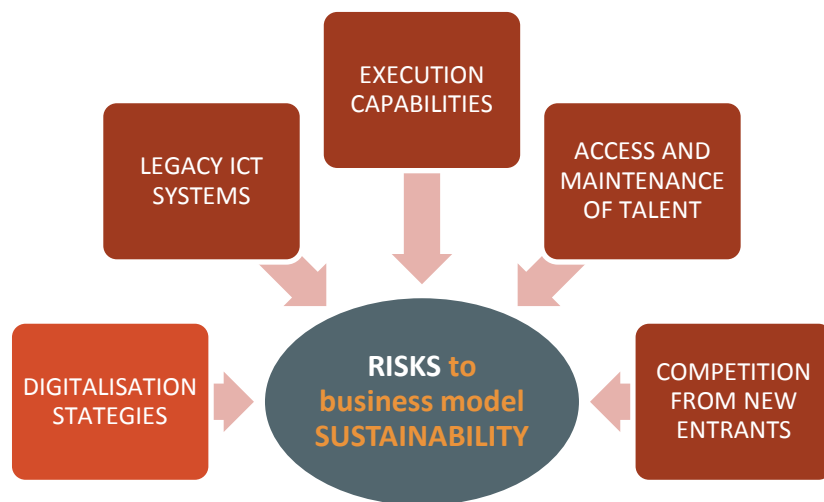 EXECUTION
CAPABILITIES
LEGACY ICT
SYSTEMS
ACCESS AND
MAINTENANCE
OF TALENT
DIGITALISATION
STATEGIES
RISKS to
business model
SUSTAINABILITY
COMPETITION
FROM NEW
ENTRANTS